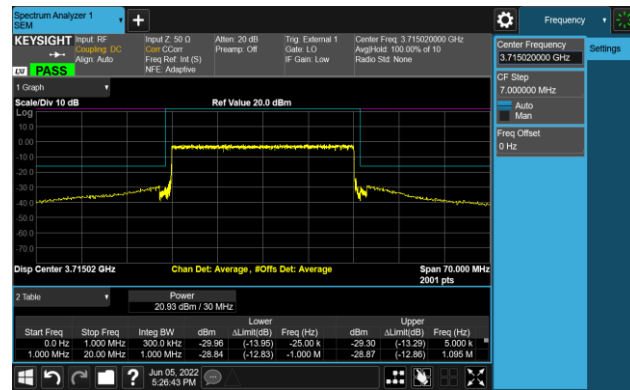 Spectrum Analyzer 1
SEM
+
Frequency
KEYSIGHT
Input: RF
Coupling: DC
Align: Auto
Input Z: 50 Ω
Corr CCorr
Freq Ref: Int (S)
NFE: Adaptive
Atten: 20 dB
Preamp: Off
Trig: External 1
Gate: LO
IF Gain: Low
Center Freq: 3.715020000 GHz
Avg|Hold: 100.00% of 10
Radio Std: None
LXI PASS
Center Frequency
3.715020000 GHz
Settings
CF Step
7.000000 MHz
Auto
Man
Freq Offset
0 Hz
1 Graph
Scale/Div 10 dB
Ref Value 20.0 dBm
Log
10.0
0.00
-10.0
-20.0
-30.0
-40.0
-50.0
-60.0
-70.0
Disp Center 3.71502 GHz
Chan Det: Average , #Offs Det: Average
Span 70.000 MHz
2001 pts
2 Table
Power
20.93 dBm / 30 MHz
Lower Upper
Start Freq Stop Freq Integ BW dBm ΔLimit(dB) Freq (Hz) dBm ΔLimit(dB) Freq (Hz)
0.0 Hz 1.000 MHz 300.0 kHz -29.96 (-13.95) -25.00 k -29.30 (-13.29) 5.000 k
1.000 MHz 20.00 MHz 1.000 MHz -28.84 (-12.83) -1.000 M -28.87 (-12.86) 1.095 M
?
Jun 05, 2022
5:26:43 PM